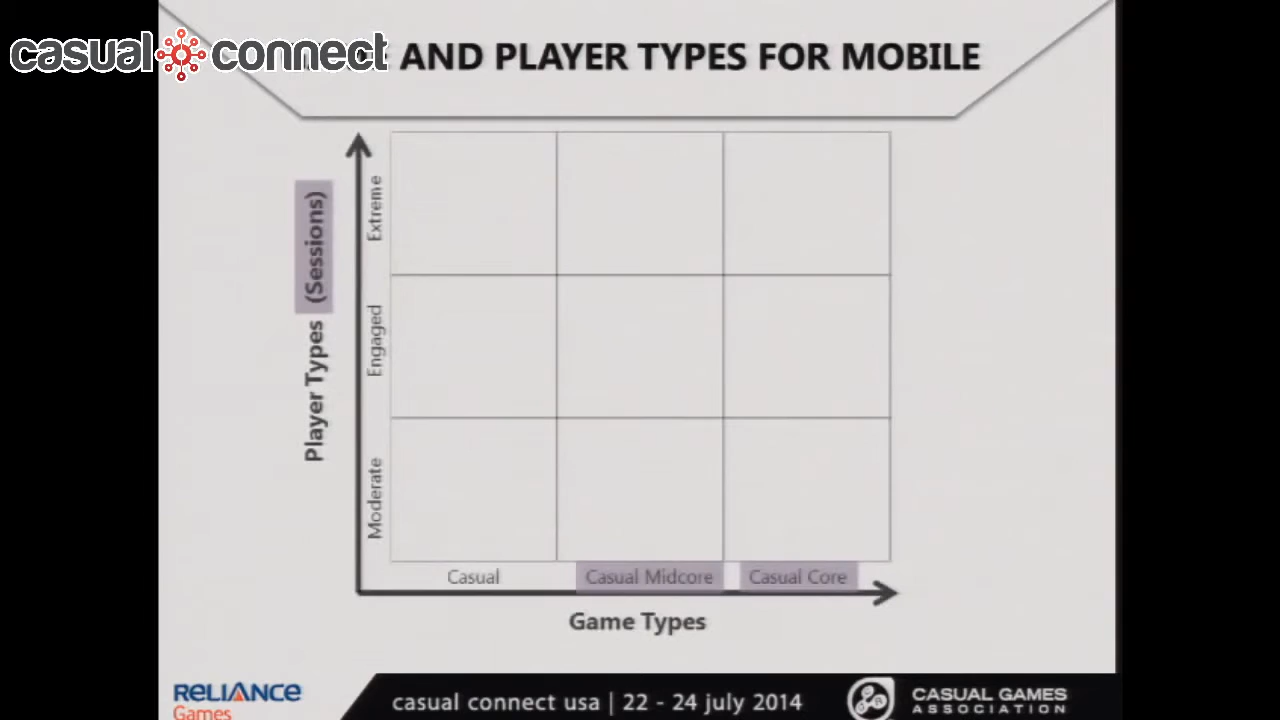 casual connect
AND PLAYER TYPES FOR MOBILE
Player Types (Sessions)
Extreme
Engaged
Moderate
Casual
Casual Midcore
Casual Core
Game Types
RELIANCE
Games
casual connect usa | 22 - 24 july 2014
CASUAL GAMES
ASSOCIATION